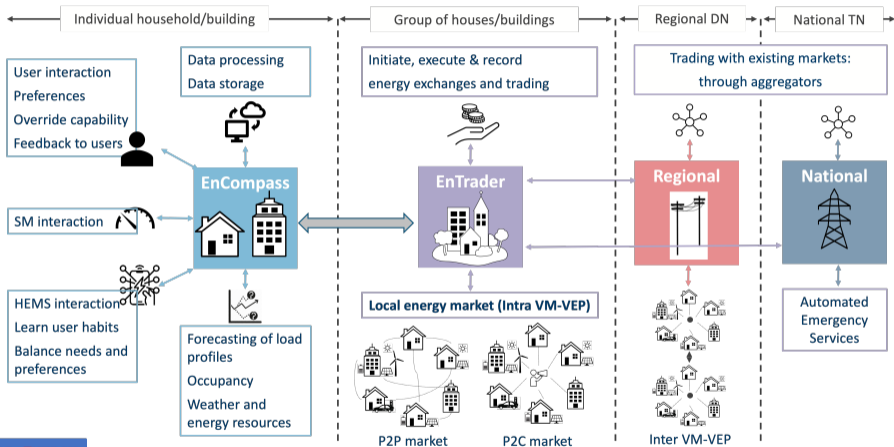 Individual household/building
Group of houses/buildings
Regional DN
National TN
User interaction
Preferences
Override capability
Feedback to users
Data processing
Data storage
Initiate, execute & record
energy exchanges and trading
Trading with existing markets:
through aggregators
EnCompass
EnTrader
Regional
National
SM interaction
HEMS interaction
Learn user habits
Balance needs and
preferences
Forecasting of load
profiles
Occupancy
Weather and
energy resources
Local energy market (Intra VM-VEP)
P2P market
P2C market
Inter VM-VEP
Automated
Emergency
Services